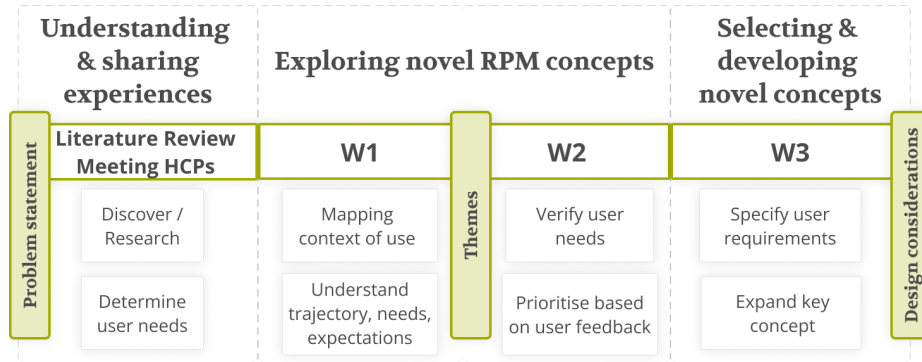 Understanding
& sharing
experiences
Exploring novel RPM concepts
Selecting &
developing
novel concepts
Problem statement
Literature Review
Meeting HCPs
W1
Themes
W2
W3
Design considerations
Discover /
Research
Mapping
context of use
Verify user
needs
Specify user
requirements
Determine
user needs
Understand
trajectory, needs,
expectations
Prioritise based
on user feedback
Expand key
concept